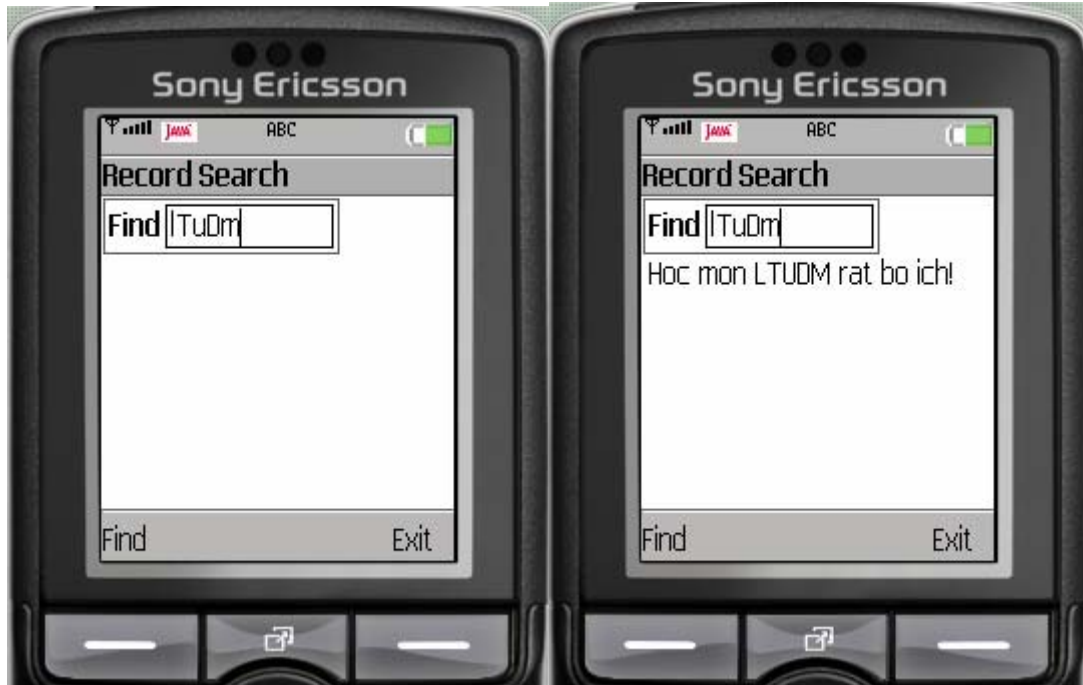 Sony Ericsson
JAVA
ABC
Record Search
Find lTuDm
Find
Exit
Sony Ericsson
JAVA
ABC
Record Search
Find lTuDm
Hoc mon LTUDM rat bo ich!
Find
Exit